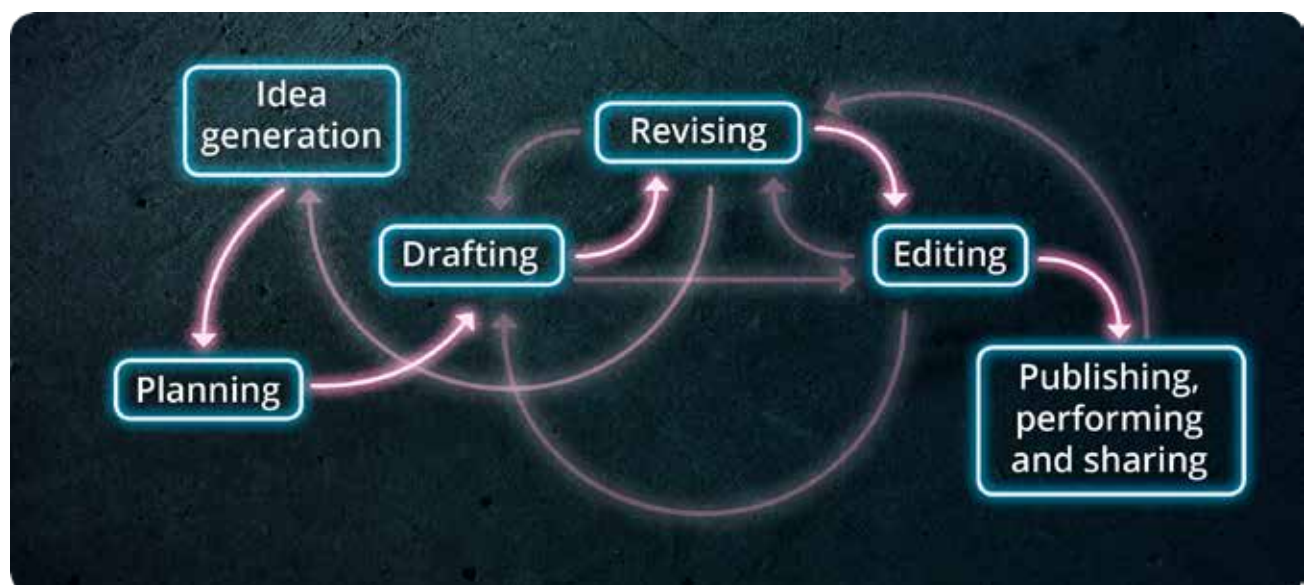 Idea
generation
Revising
Drafting
Editing
Planning
Publishing,
performing
and sharing